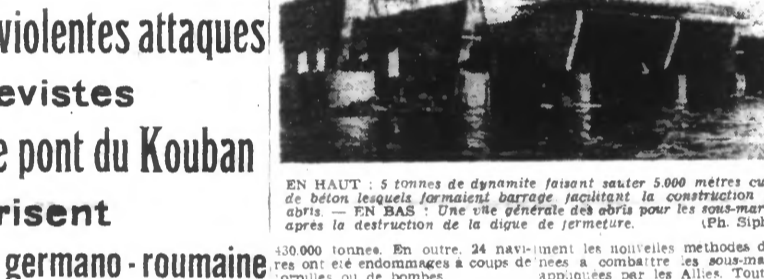 violentes attaques
evistes
e pont du Kouban
risent
germano - roumaine
EN HAUT : 5 tonnes de dynamite faisant sauter 5.000 mètres cu
de béton lesquels formaient barrage facilitant la construction
abris. — EN BAS : Une vue générale des abris pour les sous-mar
après la destruction de la digue de fermeture. (Ph. Siph
430.000 tonnes. En outre, 24 navi-
res ont été endommagés à coups de
torpilles ou de bombes.
ment les nouvelles methodes d
nees a combattre les sous-ma
appliquées par les Alliés. Tout